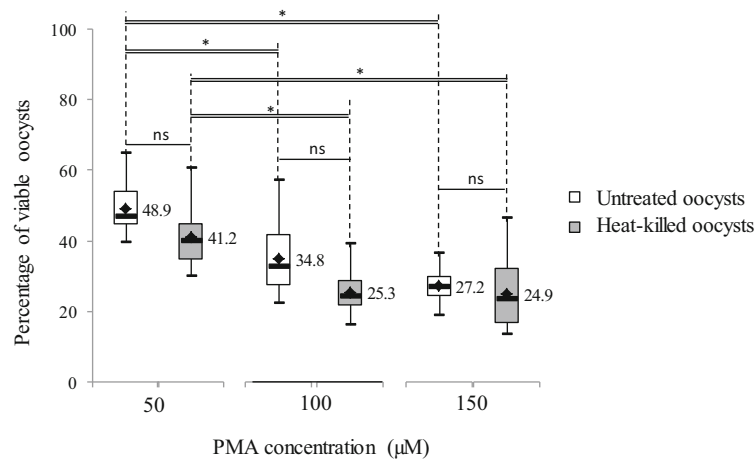 *
100
*
*
80
*
ns
ns
60
ns
Untreated oocysts
Heat-killed oocysts
48.9
41.2
40
34.8
25.3
27.2
24.9
20
0
50
100
150
Percentage of viable oocysts
PMA concentration (µM)